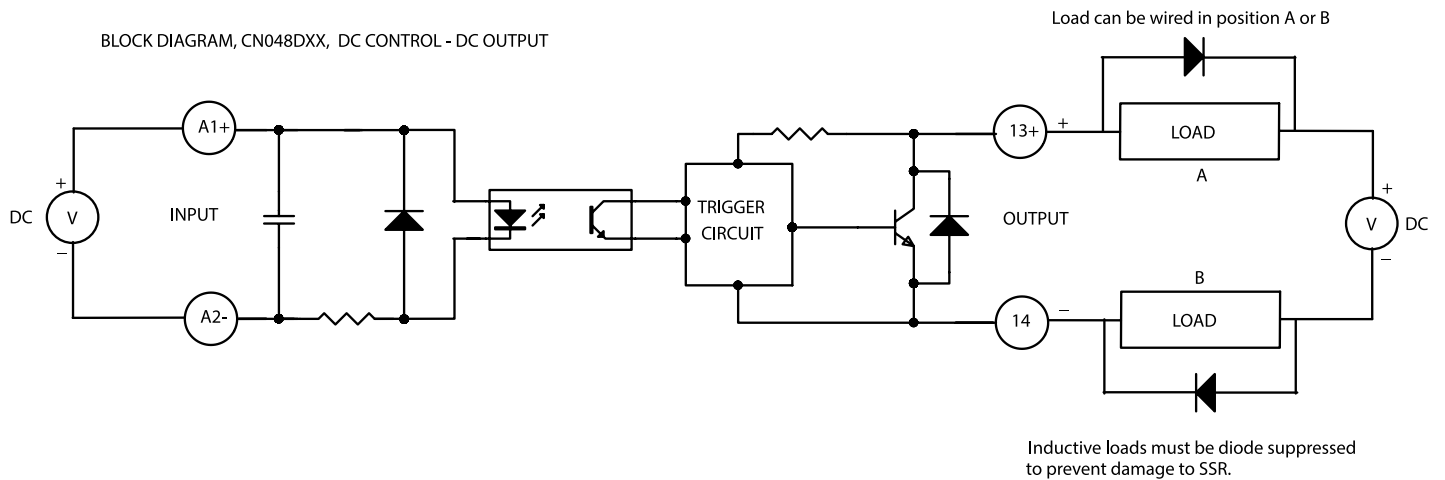 Load can be wired in position A or B
BLOCK DIAGRAM, CN048DXX, DC CONTROL - DC OUTPUT
A1+
13+
+
LOAD
A
+
DC
V
−
INPUT
TRIGGER
CIRCUIT
OUTPUT
+
V
DC
−
B
A2-
14
−
LOAD
Inductive loads must be diode suppressed
to prevent damage to SSR.